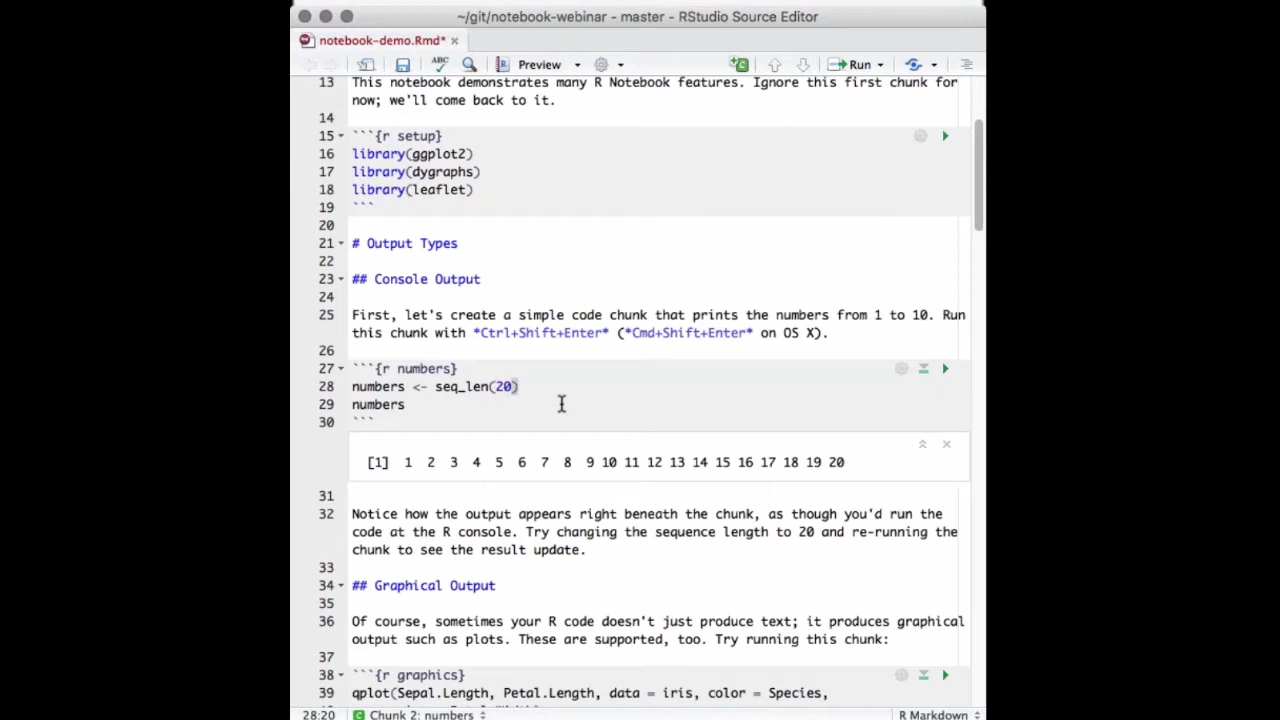 ~/git/notebook-webinar - master - RStudio Source Editor
notebook-demo.Rmd* ×
ABC Preview Run
13 This notebook demonstrates many R Notebook features. Ignore this first chunk for
now; we'll come back to it.
14
15 ```{r setup}
16 library(ggplot2)
17 library(dygraphs)
18 library(leaflet)
19 ```
20
21 # Output Types
22
23 ## Console Output
24
25 First, let's create a simple code chunk that prints the numbers from 1 to 10. Run
this chunk with *Ctrl+Shift+Enter* (*Cmd+Shift+Enter* on OS X).
26
27 ```{r numbers}
28 numbers <- seq_len(20)
29 numbers
30 ```
[1] 1 2 3 4 5 6 7 8 9 10 11 12 13 14 15 16 17 18 19 20
31
32 Notice how the output appears right beneath the chunk, as though you'd run the
code at the R console. Try changing the sequence length to 20 and re-running the
chunk to see the result update.
33
34 ## Graphical Output
35
36 Of course, sometimes your R code doesn't just produce text; it produces graphical
output such as plots. These are supported, too. Try running this chunk:
37
38 ```{r graphics}
39 qplot(Sepal.Length, Petal.Length, data = iris, color = Species,
28:20 Chunk 2: numbers R Markdown